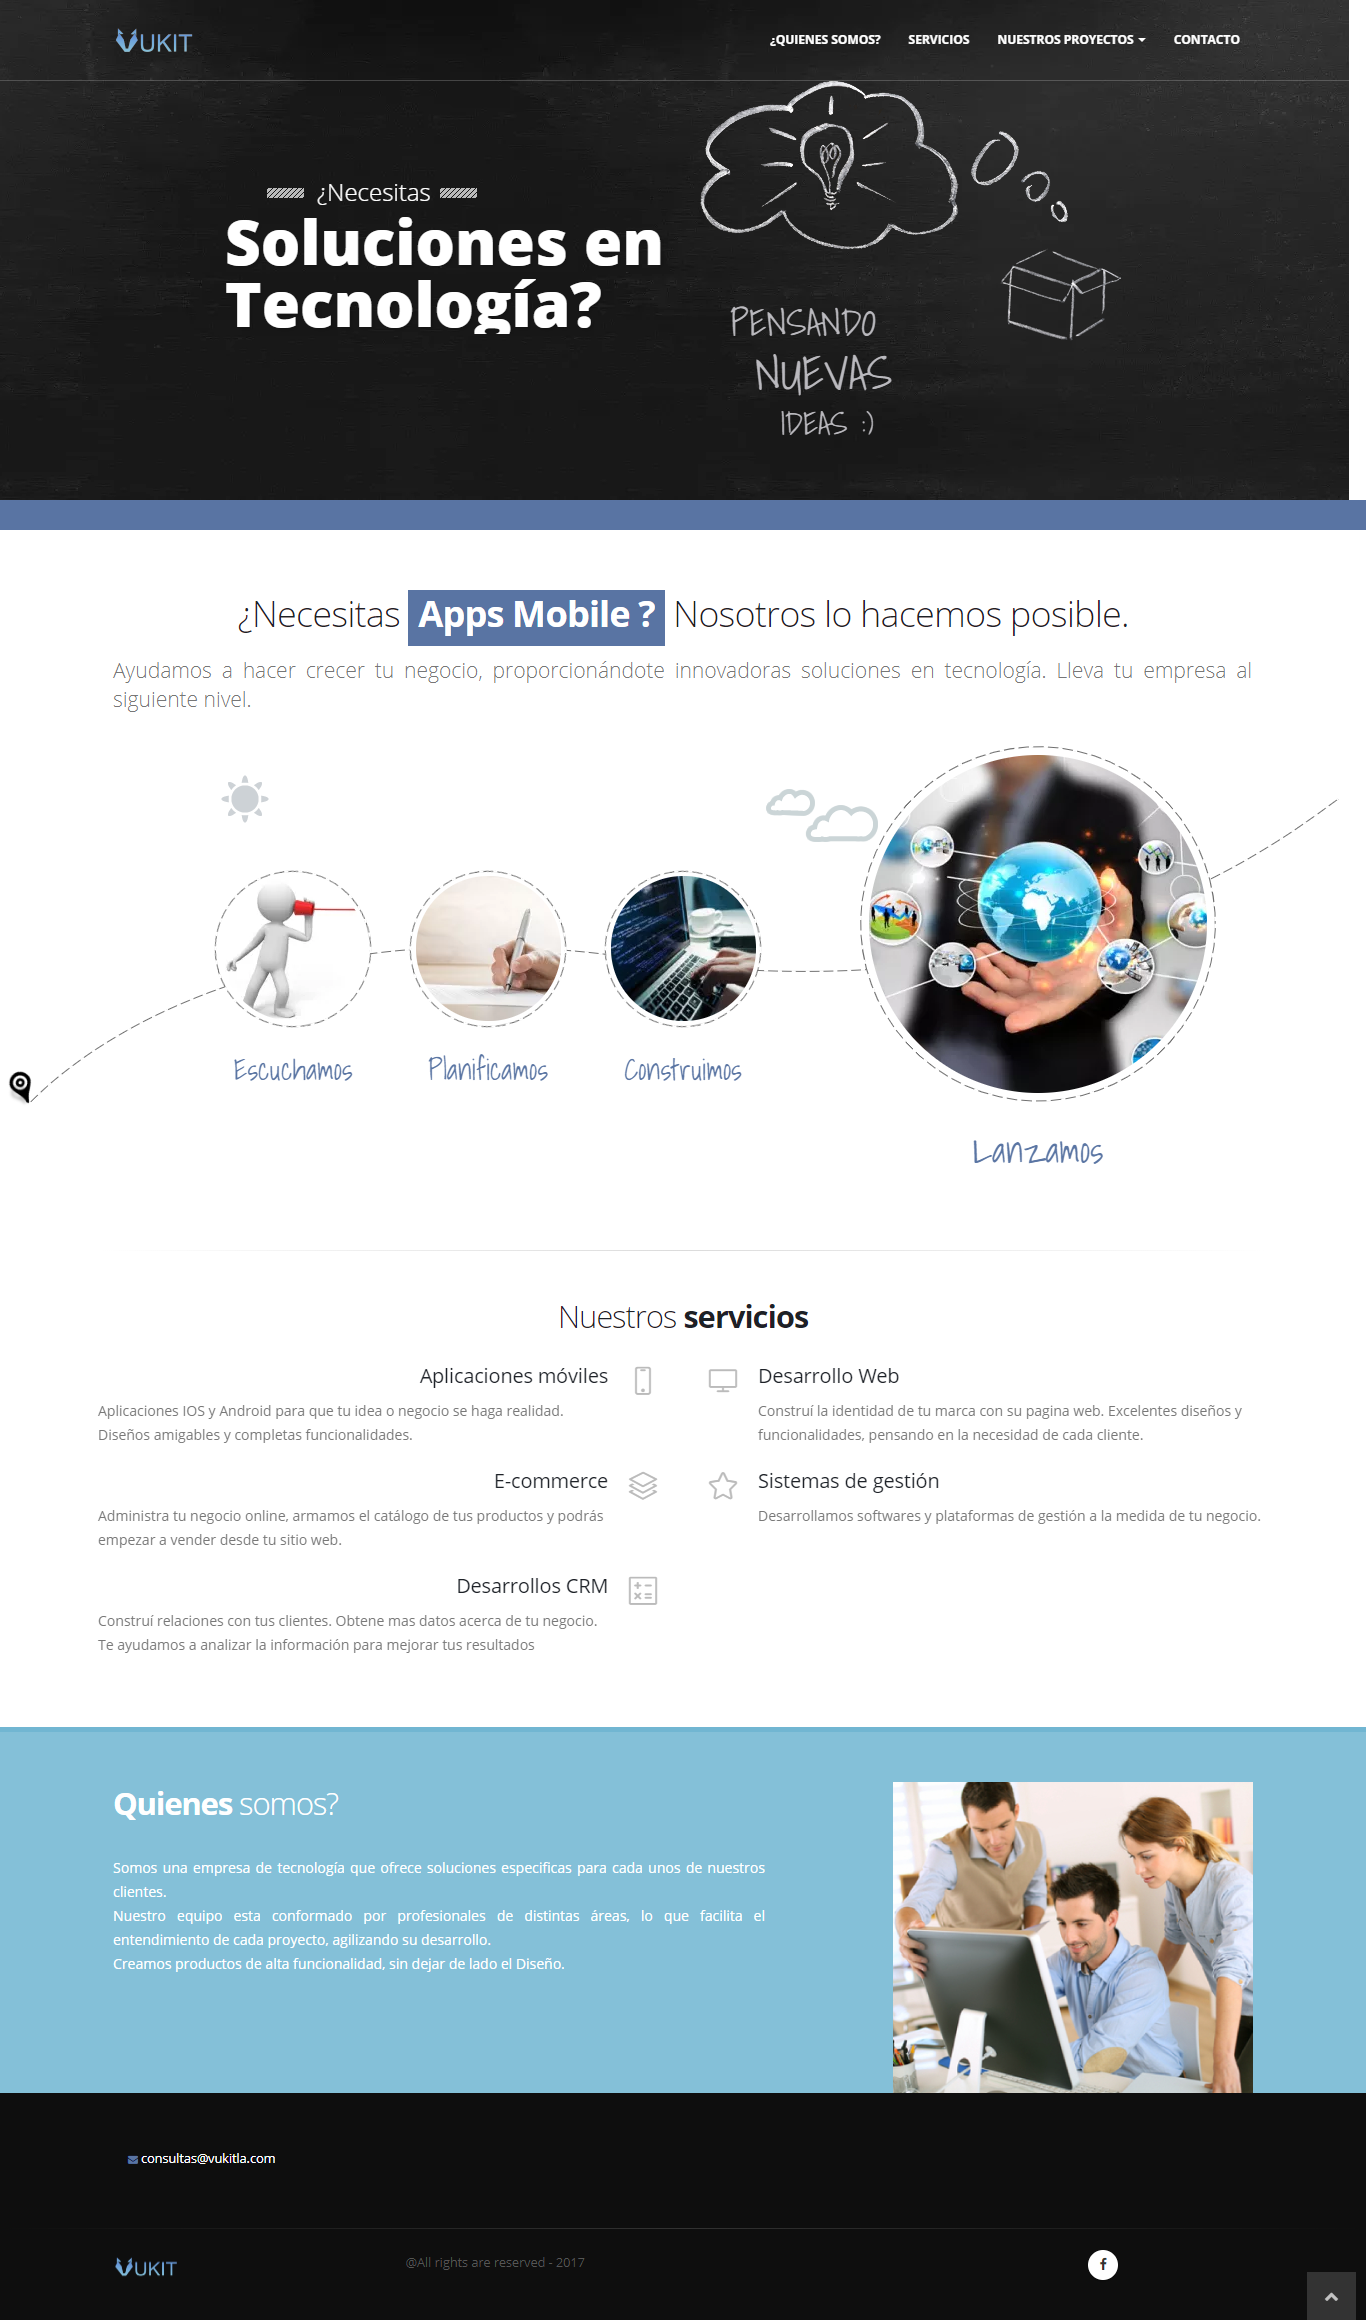 VUKIT
¿QUIENES SOMOS? SERVICIOS NUESTROS PROYECTOS CONTACTO
¿Necesitas
Soluciones en
Tecnología?
PENSANDO
NUEVAS
IDEAS :)
¿Necesitas Apps Mobile ? Nosotros lo hacemos posible.
Ayudamos a hacer crecer tu negocio, proporcionándote innovadoras soluciones en tecnología. Lleva tu empresa al
siguiente nivel.
Escuchamos
Planificamos
Construimos
Lanzamos
Nuestros servicios
Aplicaciones móviles
Aplicaciones IOS y Android para que tu idea o negocio se haga realidad.
Diseños amigables y completas funcionalidades.
Desarrollo Web
Construí la identidad de tu marca con su pagina web. Excelentes diseños y
funcionalidades, pensando en la necesidad de cada cliente.
E-commerce
Administra tu negocio online, armamos el catálogo de tus productos y podrás
empezar a vender desde tu sitio web.
Sistemas de gestión
Desarrollamos softwares y plataformas de gestión a la medida de tu negocio.
Desarrollos CRM
Construí relaciones con tus clientes. Obtene mas datos acerca de tu negocio.
Te ayudamos a analizar la información para mejorar tus resultados
Quienes somos?
Somos una empresa de tecnología que ofrece soluciones especificas para cada unos de nuestros
clientes.
Nuestro equipo esta conformado por profesionales de distintas áreas, lo que facilita el
entendimiento de cada proyecto, agilizando su desarrollo.
Creamos productos de alta funcionalidad, sin dejar de lado el Diseño.
consultas@vukitla.com
VUKIT
@All rights are reserved - 2017